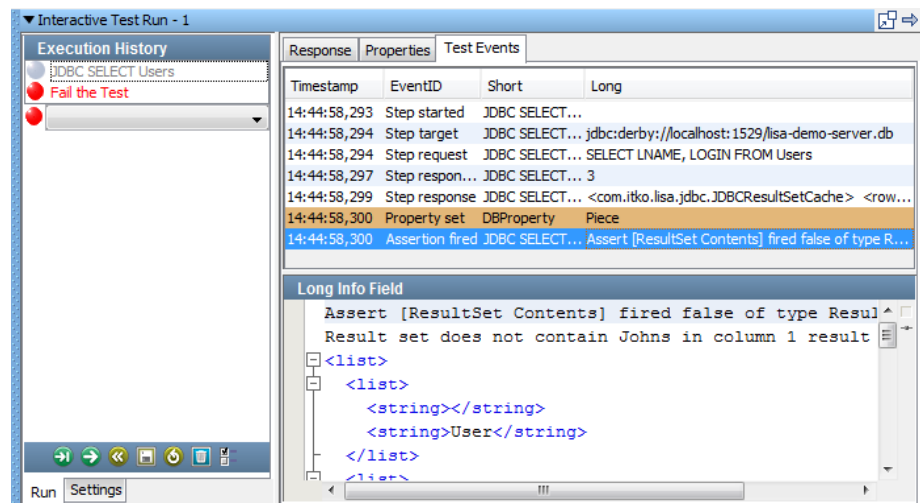 Interactive Test Run - 1
Execution History
JDBC SELECT Users
Fail the Test
Run Settings
Response Properties Test Events
Timestamp EventID Short Long
14:44:58,293 Step started JDBC SELECT...
14:44:58,294 Step target JDBC SELECT... jdbc:derby://localhost:1529/lisa-demo-server.db
14:44:58,294 Step request JDBC SELECT... SELECT LNAME, LOGIN FROM Users
14:44:58,297 Step respon... JDBC SELECT... 3
14:44:58,299 Step response JDBC SELECT... <com.itko.lisa.jdbc.JDBCResultSetCache> <row...
14:44:58,300 Property set DBProperty Piece
14:44:58,300 Assertion fired JDBC SELECT... Assert [ResultSet Contents] fired false of type R...
Long Info Field
Assert [ResultSet Contents] fired false of type Resul
Result set does not contain Johns in column 1 result
<list>
<list>
<string></string>
<string>User</string>
</list>
<list>